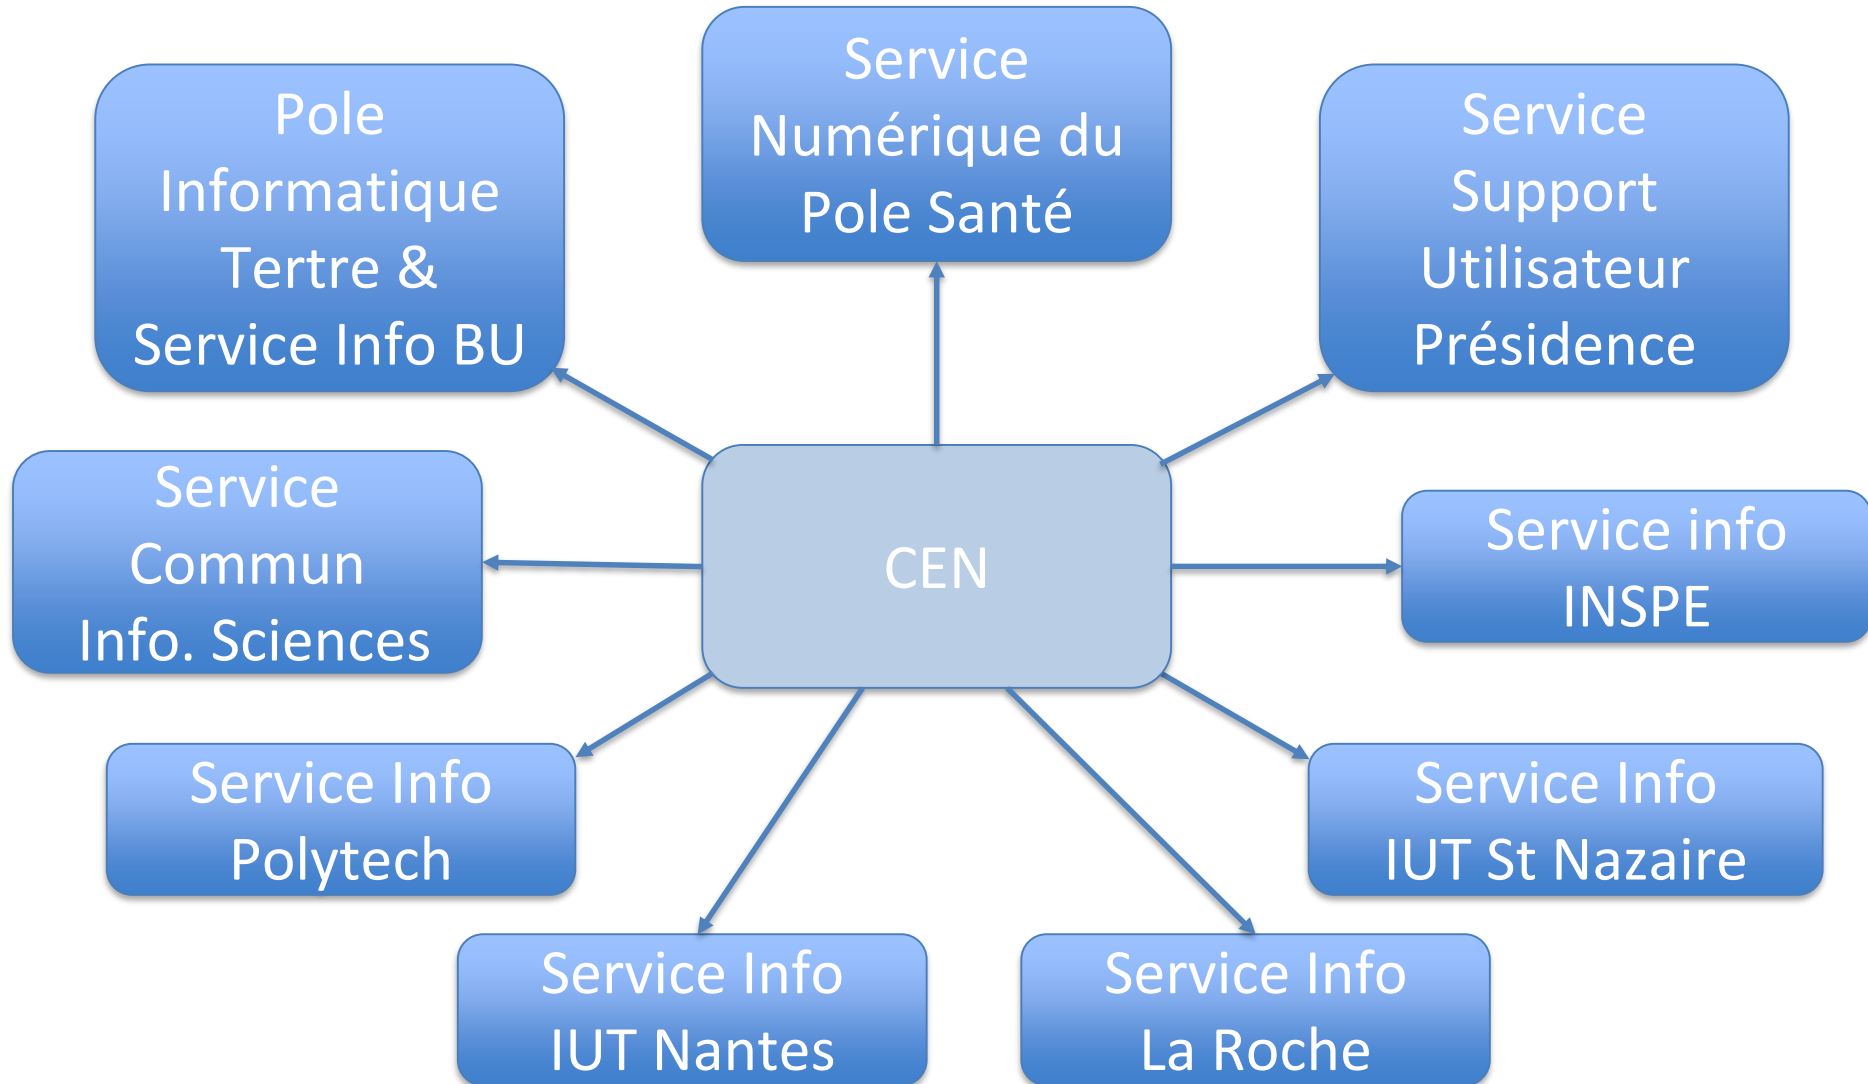 Service
Numérique du
Pole Santé
Pole
Informatique
Tertre &
Service Info BU
Service
Support
Utilisateur
Présidence
Service
Commun
Info. Sciences
CEN
Service info
INSPE
Service Info
Polytech
Service Info
IUT St Nazaire
Service Info
IUT Nantes
Service Info
La Roche